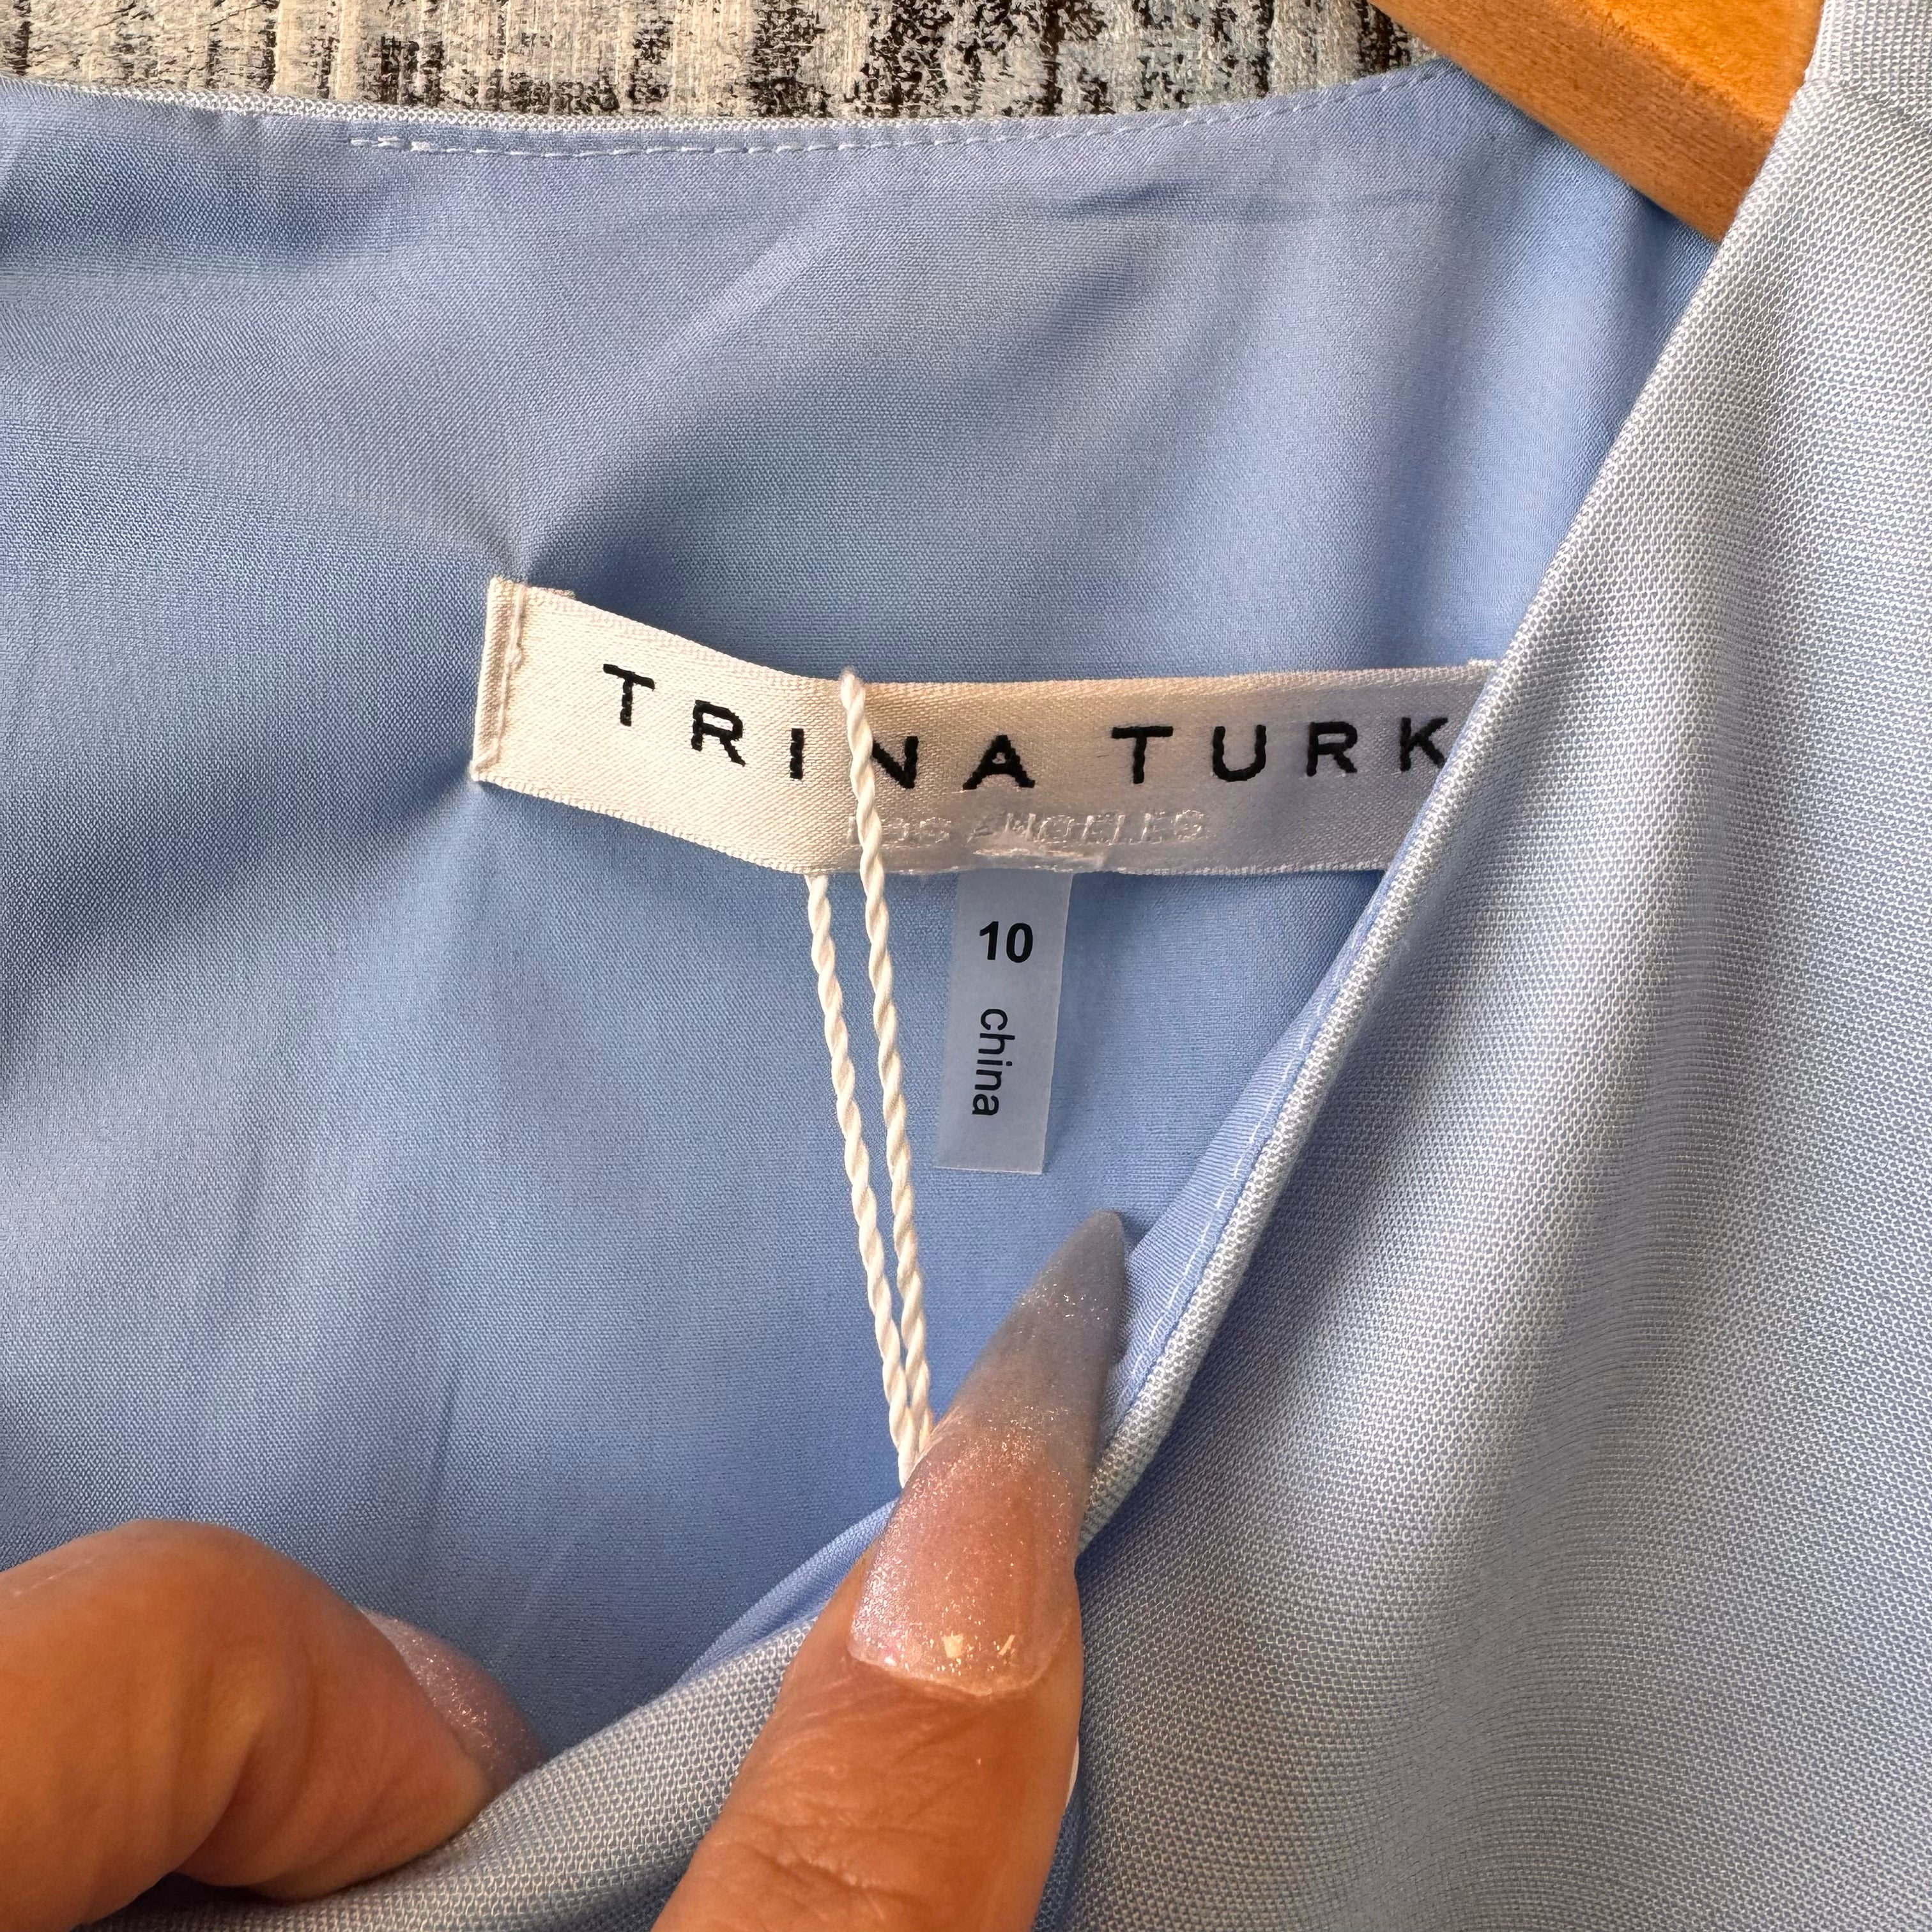 TRINA TURK
LOS ANGELES
10
china